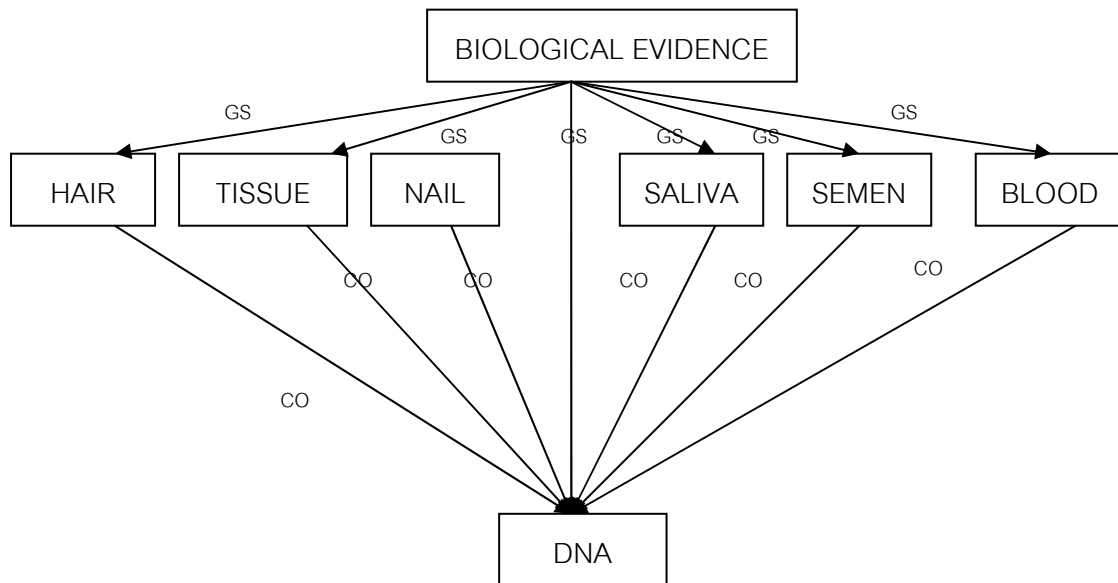 BIOLOGICAL EVIDENCE
GS
GS
GS
GS
GS
GS
HAIR
TISSUE
NAIL
SALIVA
SEMEN
BLOOD
CO
CO
CO
CO
CO
CO
DNA